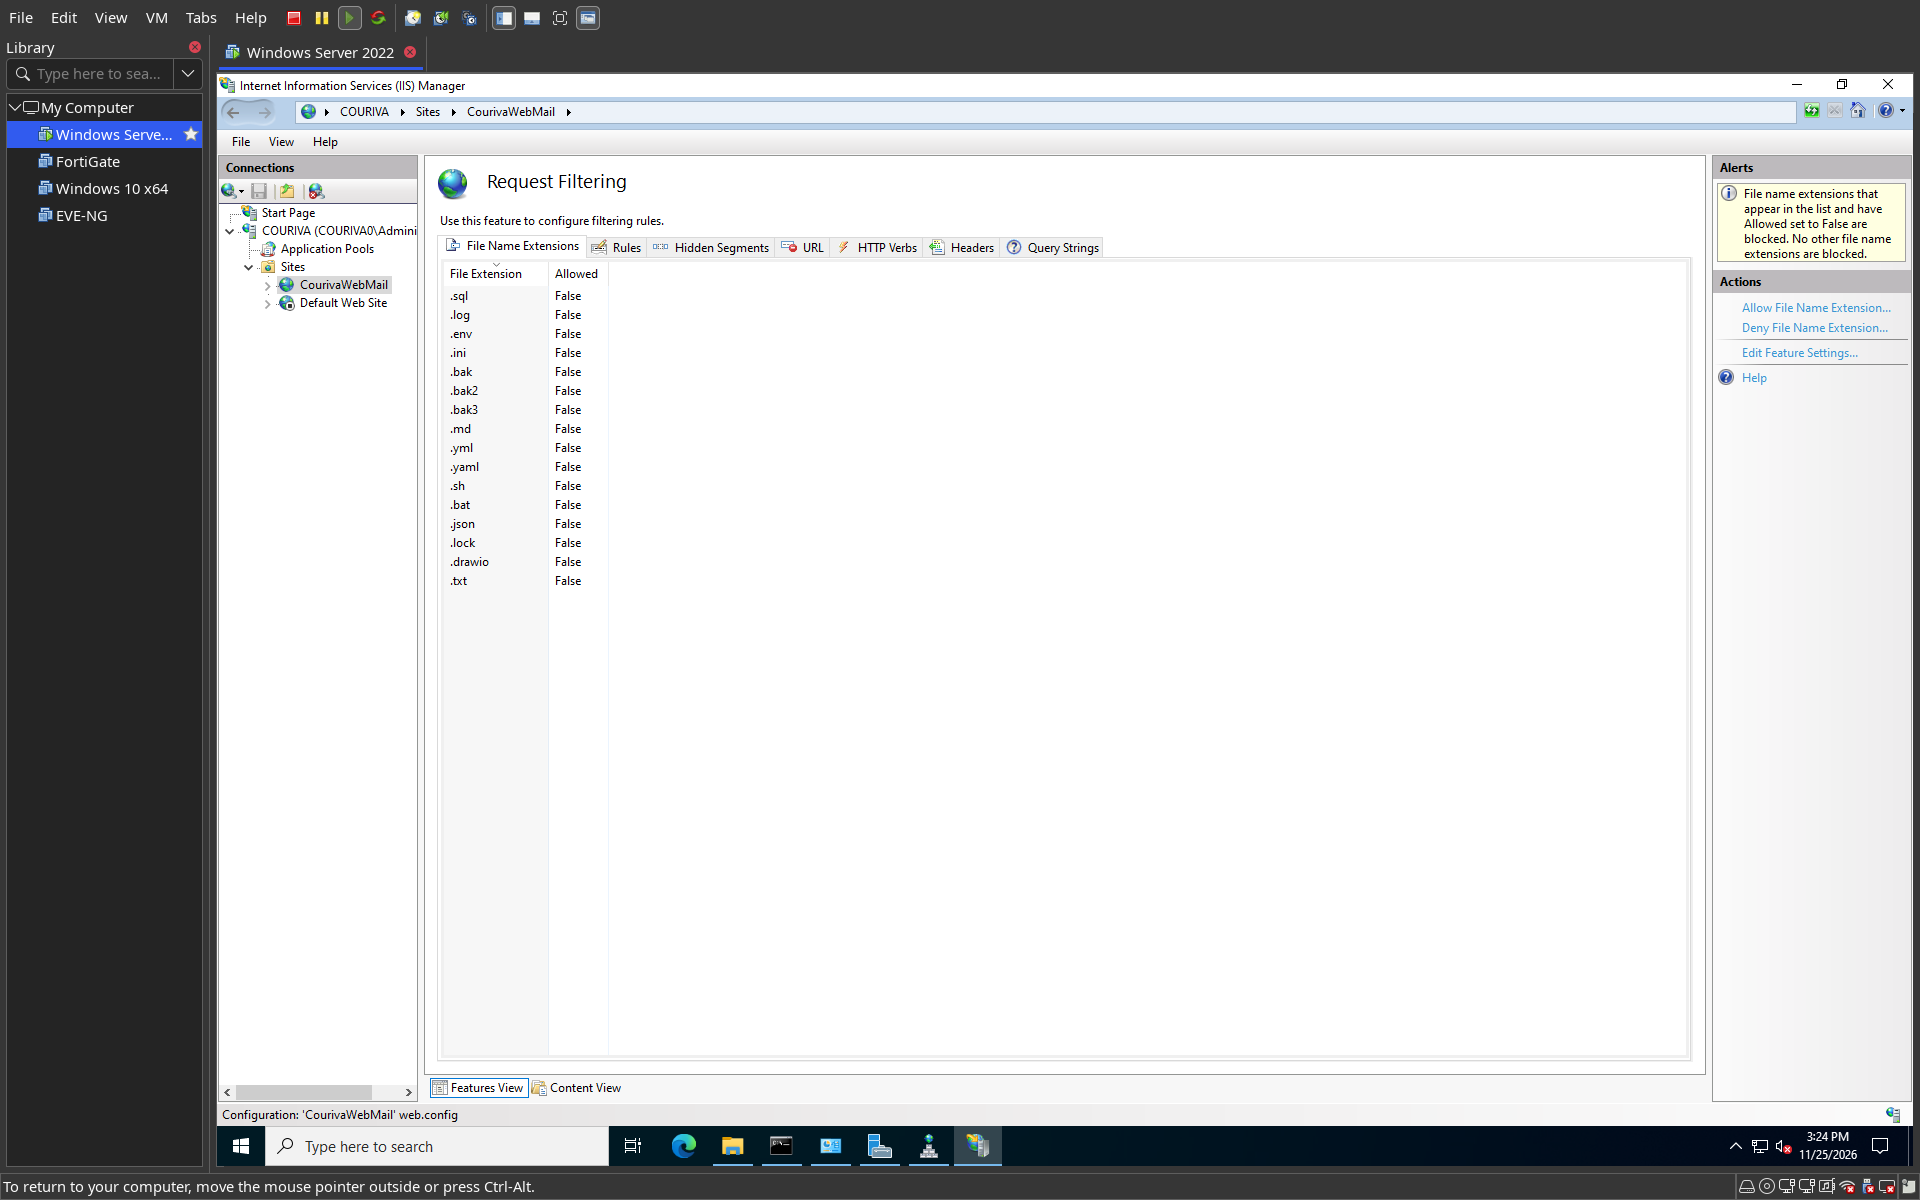 File Edit View VM Tabs Help
Library
Type here to sea...
My Computer
Windows Serve...
FortiGate
Windows 10 x64
EVE-NG
Windows Server 2022
Internet Information Services (IIS) Manager
COURIVA Sites CourivaWebMail
File View Help
Connections
Start Page
COURIVA (COURIVA0\Admini
Application Pools
Sites
CourivaWebMail
Default Web Site
Request Filtering
Use this feature to configure filtering rules.
File Name Extensions Rules Hidden Segments URL HTTP Verbs Headers Query Strings
File Extension Allowed
.sql False
.log False
.env False
.ini False
.bak False
.bak2 False
.bak3 False
.md False
.yml False
.yaml False
.sh False
.bat False
.json False
.lock False
.drawio False
.txt False
Features View Content View
Alerts
File name extensions that
appear in the list and have
Allowed set to False are
blocked. No other file name
extensions are blocked.
Actions
Allow File Name Extension...
Deny File Name Extension...
Edit Feature Settings...
Help
Configuration: 'CourivaWebMail' web.config
Type here to search
3:24 PM
11/25/2026
To return to your computer, move the mouse pointer outside or press Ctrl-Alt.